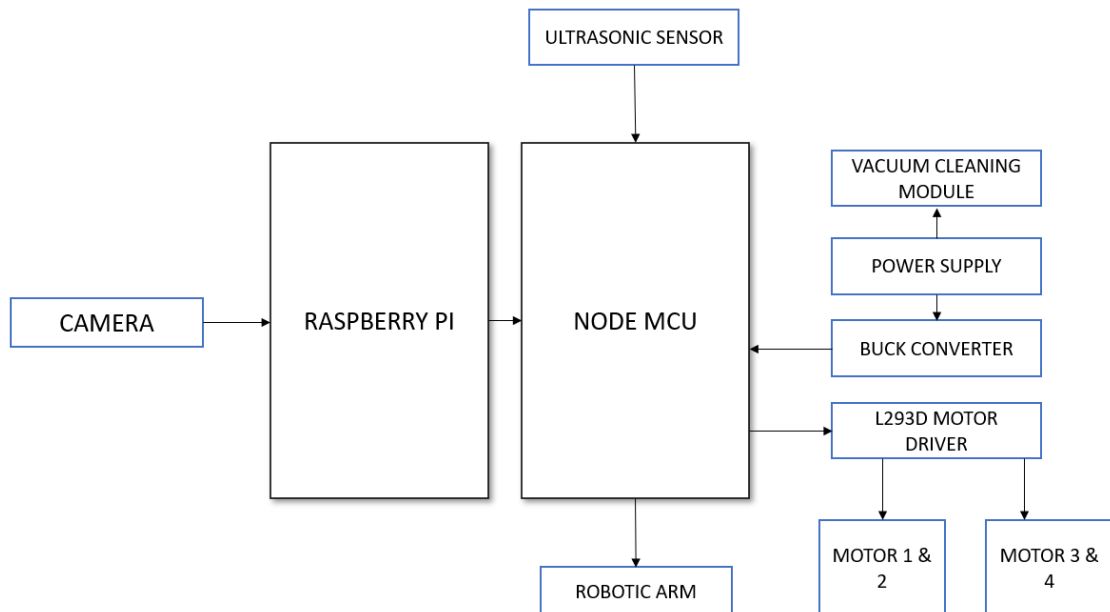 ULTRASONIC SENSOR
VACUUM CLEANING
MODULE
POWER SUPPLY
CAMERA
RASPBERRY PI
NODE MCU
BUCK CONVERTER
L293D MOTOR
DRIVER
MOTOR 1 &
2
MOTOR 3 &
4
ROBOTIC ARM